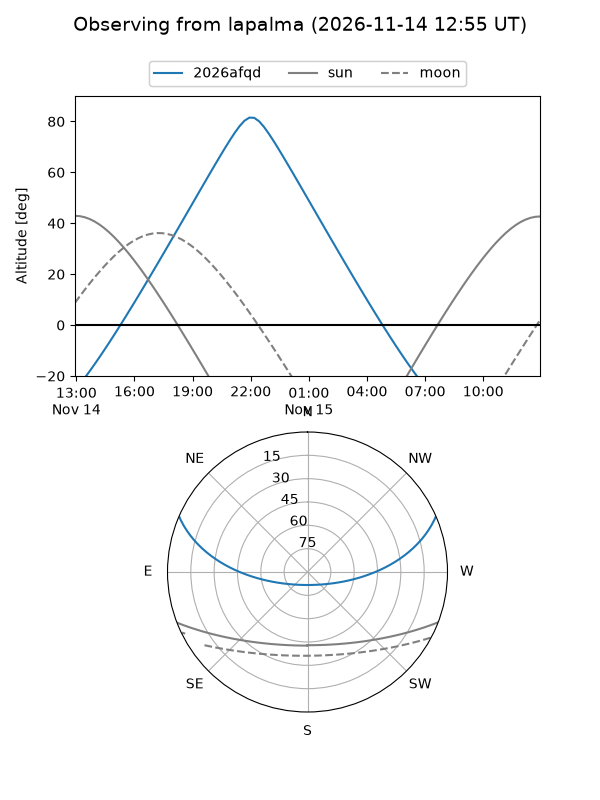 Observing from lapalma (2026-11-14 12:55 UT)
2026afqd sun moon
Altitude [deg]
80
60
40
20
0
−20
13:00 16:00 19:00 22:00 01:00 04:00 07:00 10:00
Nov 14 Nov 15
N
NE NW
15
30
45
60
75
E W
SE SW
S